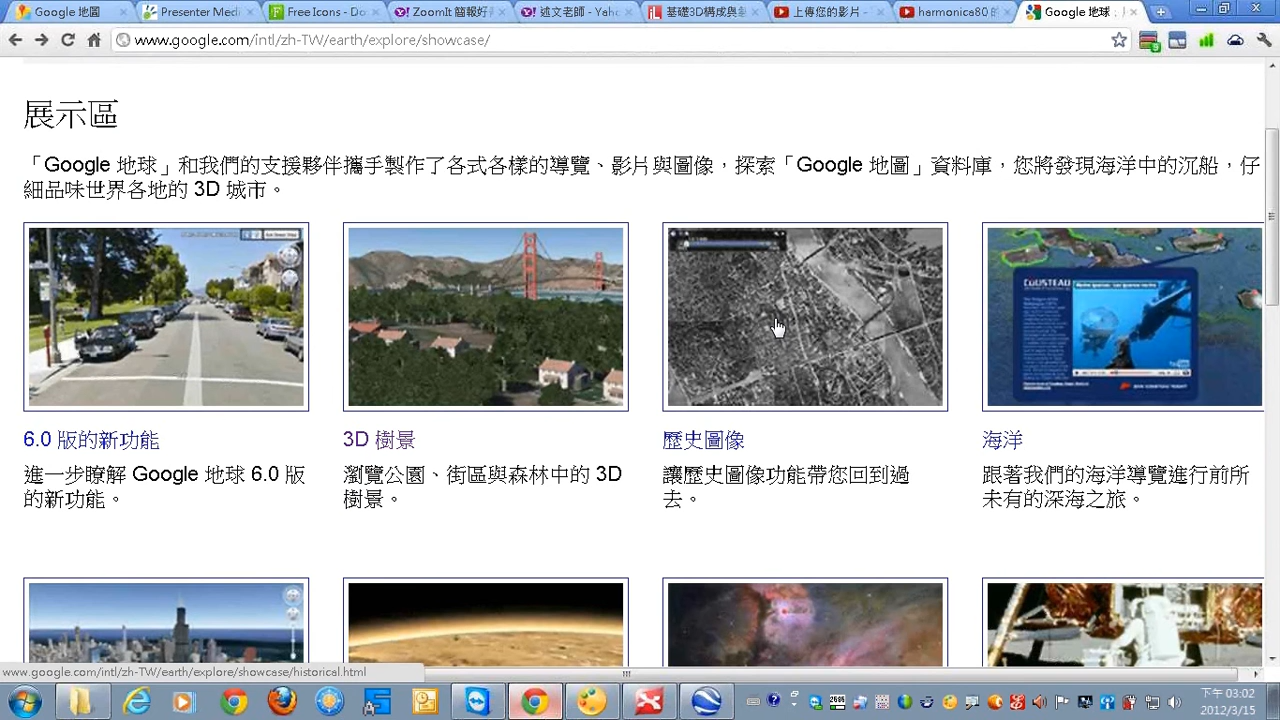 Google 地圖
Presenter Medi
Free Icons - Do
ZoomIt 簡報好
述文老師 - Yaho
基礎3D構成與
上傳您的影片 -
harmonica80 的
Google 地球
www.google.com/intl/zh-TW/earth/explore/showcase/
展示區
「Google 地球」和我們的支援夥伴攜手製作了各式各樣的導覽、影片與圖像，探索「Google 地圖」資料庫，您將發現海洋中的沉船，仔
細品味世界各地的 3D 城市。
COUSTEAU
6.0 版的新功能
3D 樹景
歷史圖像
海洋
進一步瞭解 Google 地球 6.0 版
的新功能。
瀏覽公園、街區與森林中的 3D
樹景。
讓歷史圖像功能帶您回到過
去。
跟著我們的海洋導覽進行前所
未有的深海之旅。
www.google.com/intl/zh-TW/earth/explore/showcase/historical.html
下午 03:02
2012/3/15